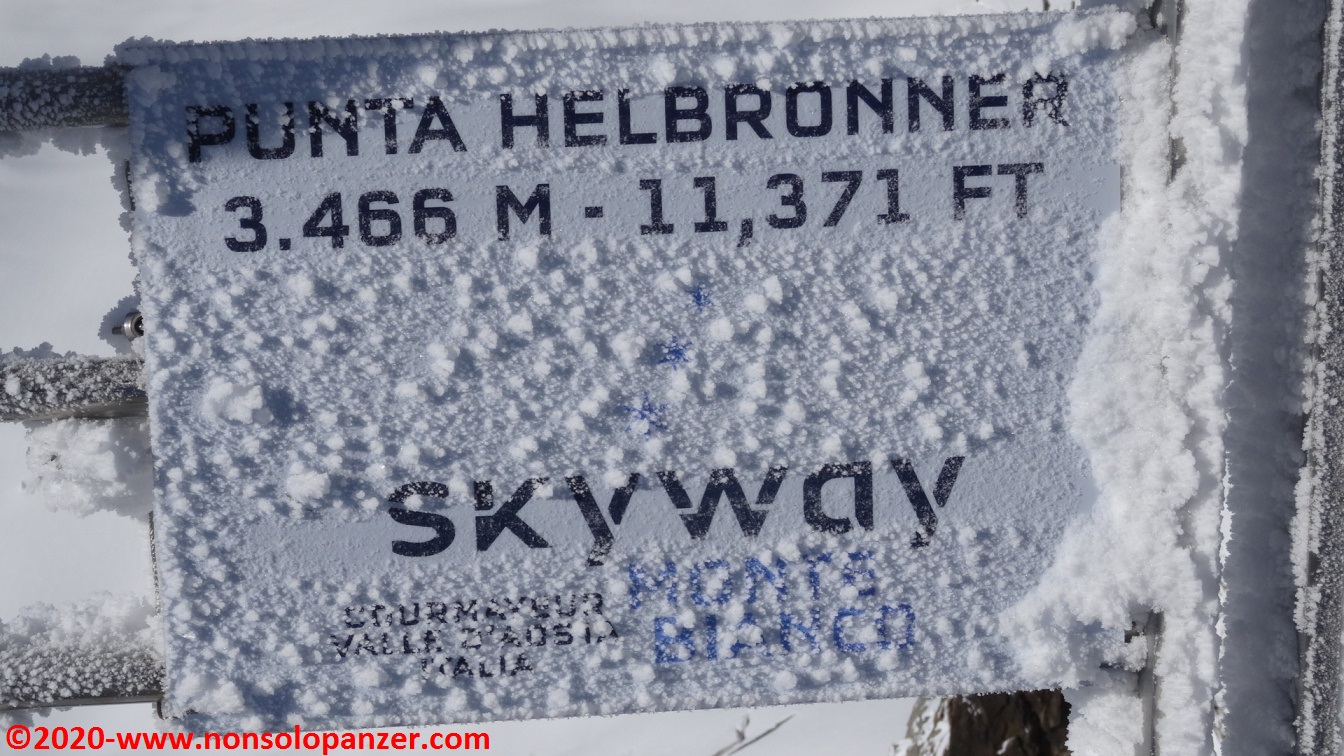 PUNTA HELBRONNER
3.466 M - 11,371 FT
skyway
MONTE
BIANCO
COURMAYEUR
VALLE D'AOSTA
ITALIA
©2020-www.nonsolopanzer.com